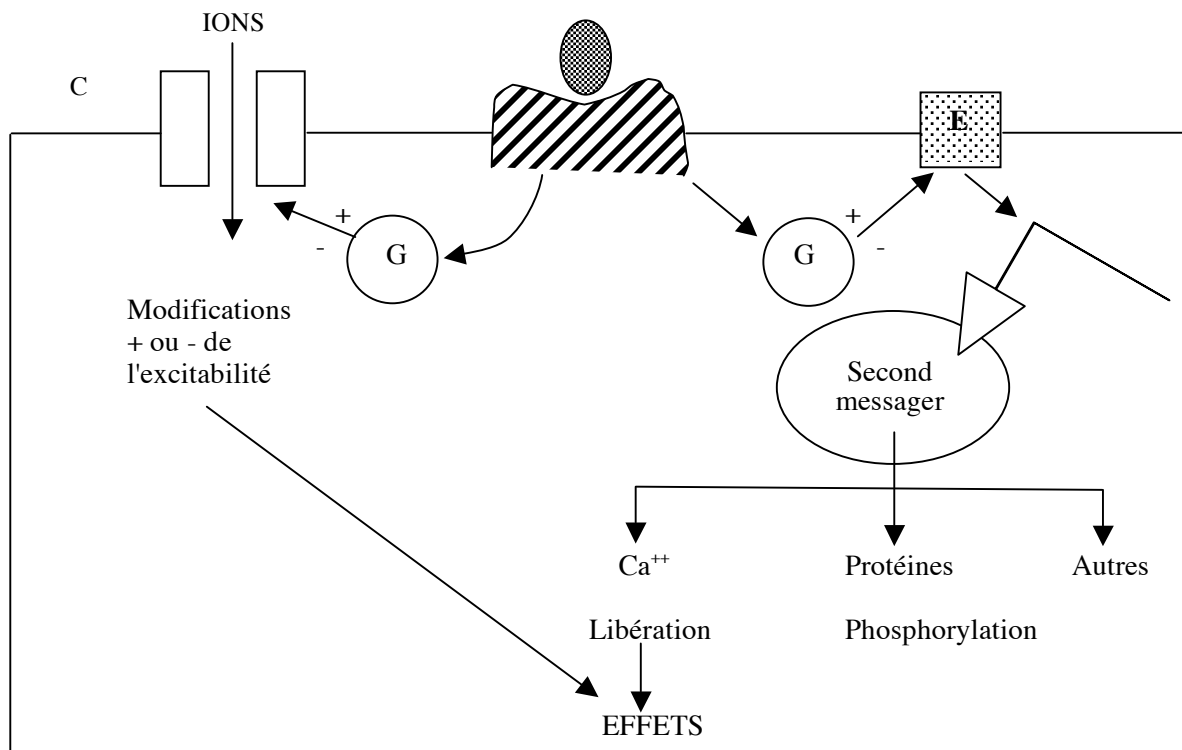 IONS
C
E
+
-
G
G
+
-
Modifications
+ ou - de
l'excitabilité
Second
messager
Ca++
Protéines
Autres
Libération
Phosphorylation
EFFETS